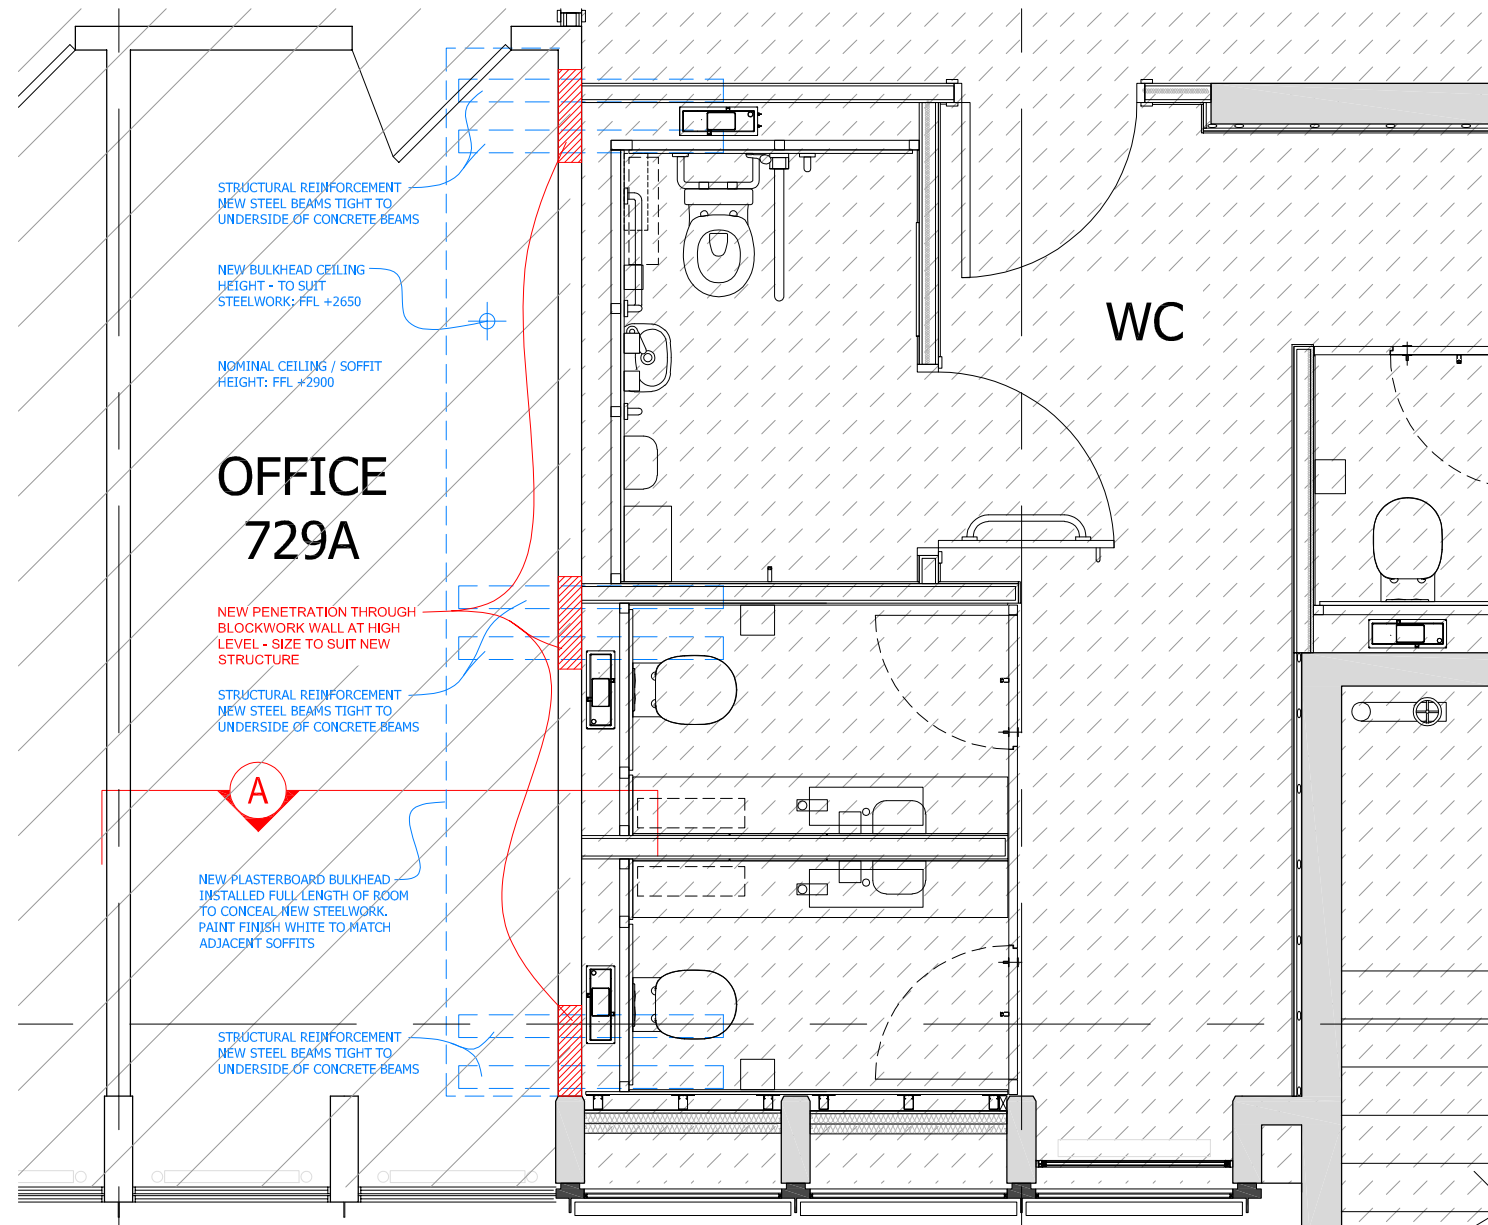 STRUCTURAL REINFORCEMENT
NEW STEEL BEAMS TIGHT TO
UNDERSIDE OF CONCRETE BEAMS
NEW BULKHEAD CEILING
HEIGHT - TO SUIT
STEELWORK: FFL +2650
WC
NOMINAL CEILING / SOFFIT
HEIGHT: FFL +2900
OFFICE
729A
NEW PENETRATION THROUGH
BLOCKWORK WALL AT HIGH
LEVEL - SIZE TO SUIT NEW
STRUCTURE
STRUCTURAL REINFORCEMENT
NEW STEEL BEAMS TIGHT TO
UNDERSIDE OF CONCRETE BEAMS
A
NEW PLASTERBOARD BULKHEAD
INSTALLED FULL LENGTH OF ROOM
TO CONCEAL NEW STEELWORK.
PAINT FINISH WHITE TO MATCH
ADJACENT SOFFITS
STRUCTURAL REINFORCEMENT
NEW STEEL BEAMS TIGHT TO
UNDERSIDE OF CONCRETE BEAMS